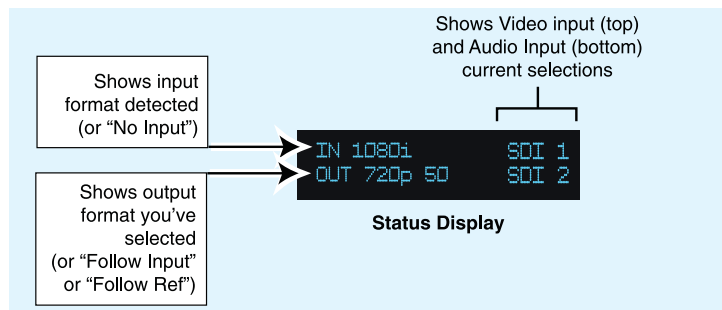 Shows Video input (top)
and Audio Input (bottom)
current selections
Shows input
format detected
(or “No Input”)
IN 1080i SDI 1
OUT 720p 50 SDI 2
Shows output
format you’ve
selected
(or “Follow Input”
or “Follow Ref”)
Status Display